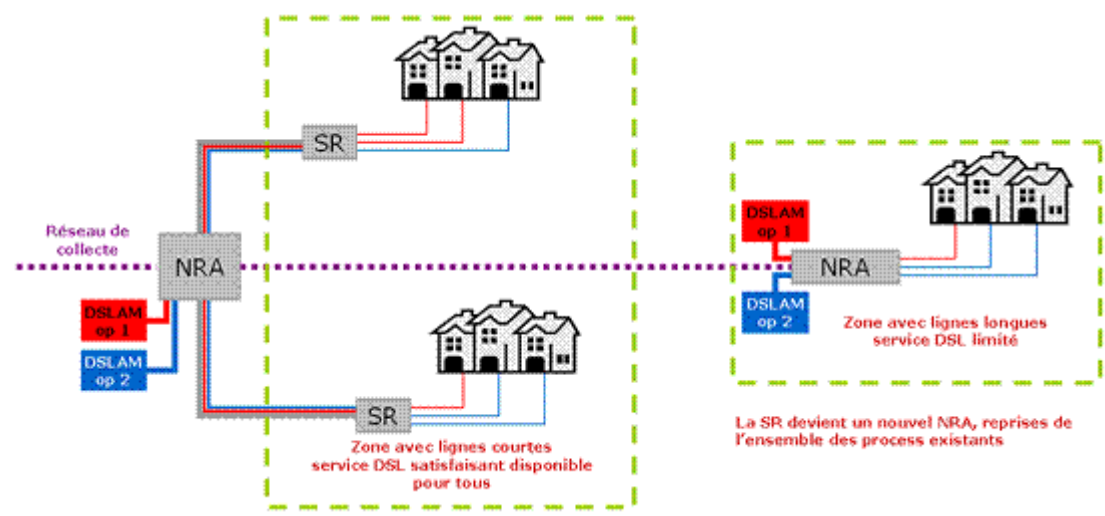 SR
Réseau de
collecte
NRA
DSLAM
op 1
DSLAM
op 2
SR
Zone avec lignes courtes
service DSL satisfaisant disponible
pour tous
DSLAM
op 1
NRA
DSLAM
op 2
Zone avec lignes longues
service DSL limité
La SR devient un nouvel NRA, reprises de
l'ensemble des process existants